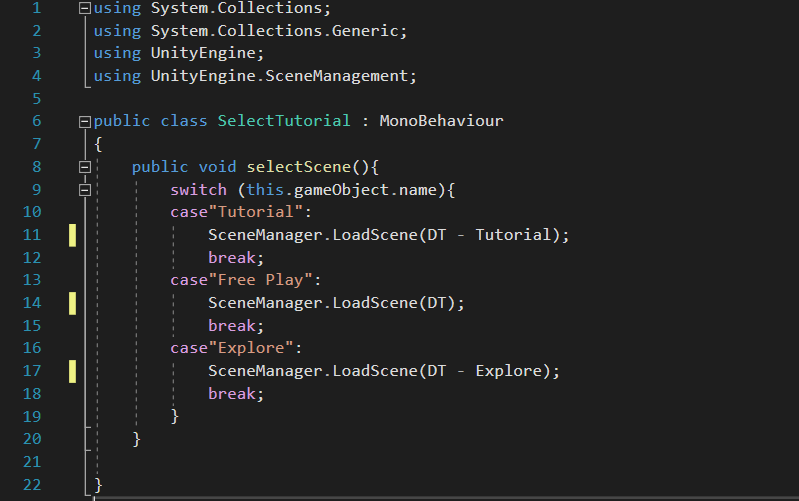 1 using System.Collections;
2 using System.Collections.Generic;
3 using UnityEngine;
4 using UnityEngine.SceneManagement;
5
6 public class SelectTutorial : MonoBehaviour
7 {
8     public void selectScene(){
9         switch (this.gameObject.name){
10         case"Tutorial":
11             SceneManager.LoadScene(DT - Tutorial);
12             break;
13         case"Free Play":
14             SceneManager.LoadScene(DT);
15             break;
16         case"Explore":
17             SceneManager.LoadScene(DT - Explore);
18             break;
19         }
20     }
21
22 }